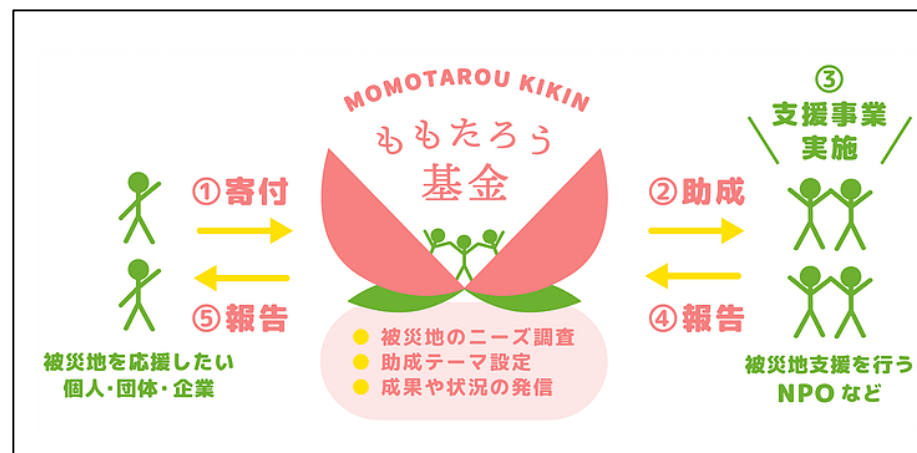 MOMOTAROU KIKIN
ももたろう
基金
①寄付
⑤報告
被災地を応援したい
個人・団体・企業
被災地のニーズ調査
助成テーマ設定
成果や状況の発信
②助成
④報告
③
支援事業
実施
被災地支援を行う
NPOなど